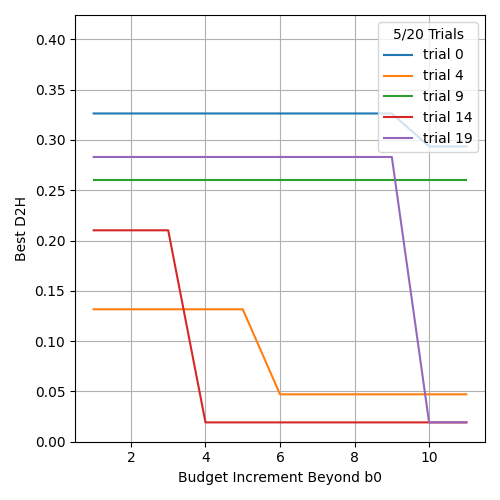 5/20 Trials
trial 0
trial 4
trial 9
trial 14
trial 19
0.40
0.35
0.30
0.25
0.20
0.15
0.10
0.05
0.00
Best D2H
2 4 6 8 10
Budget Increment Beyond b0